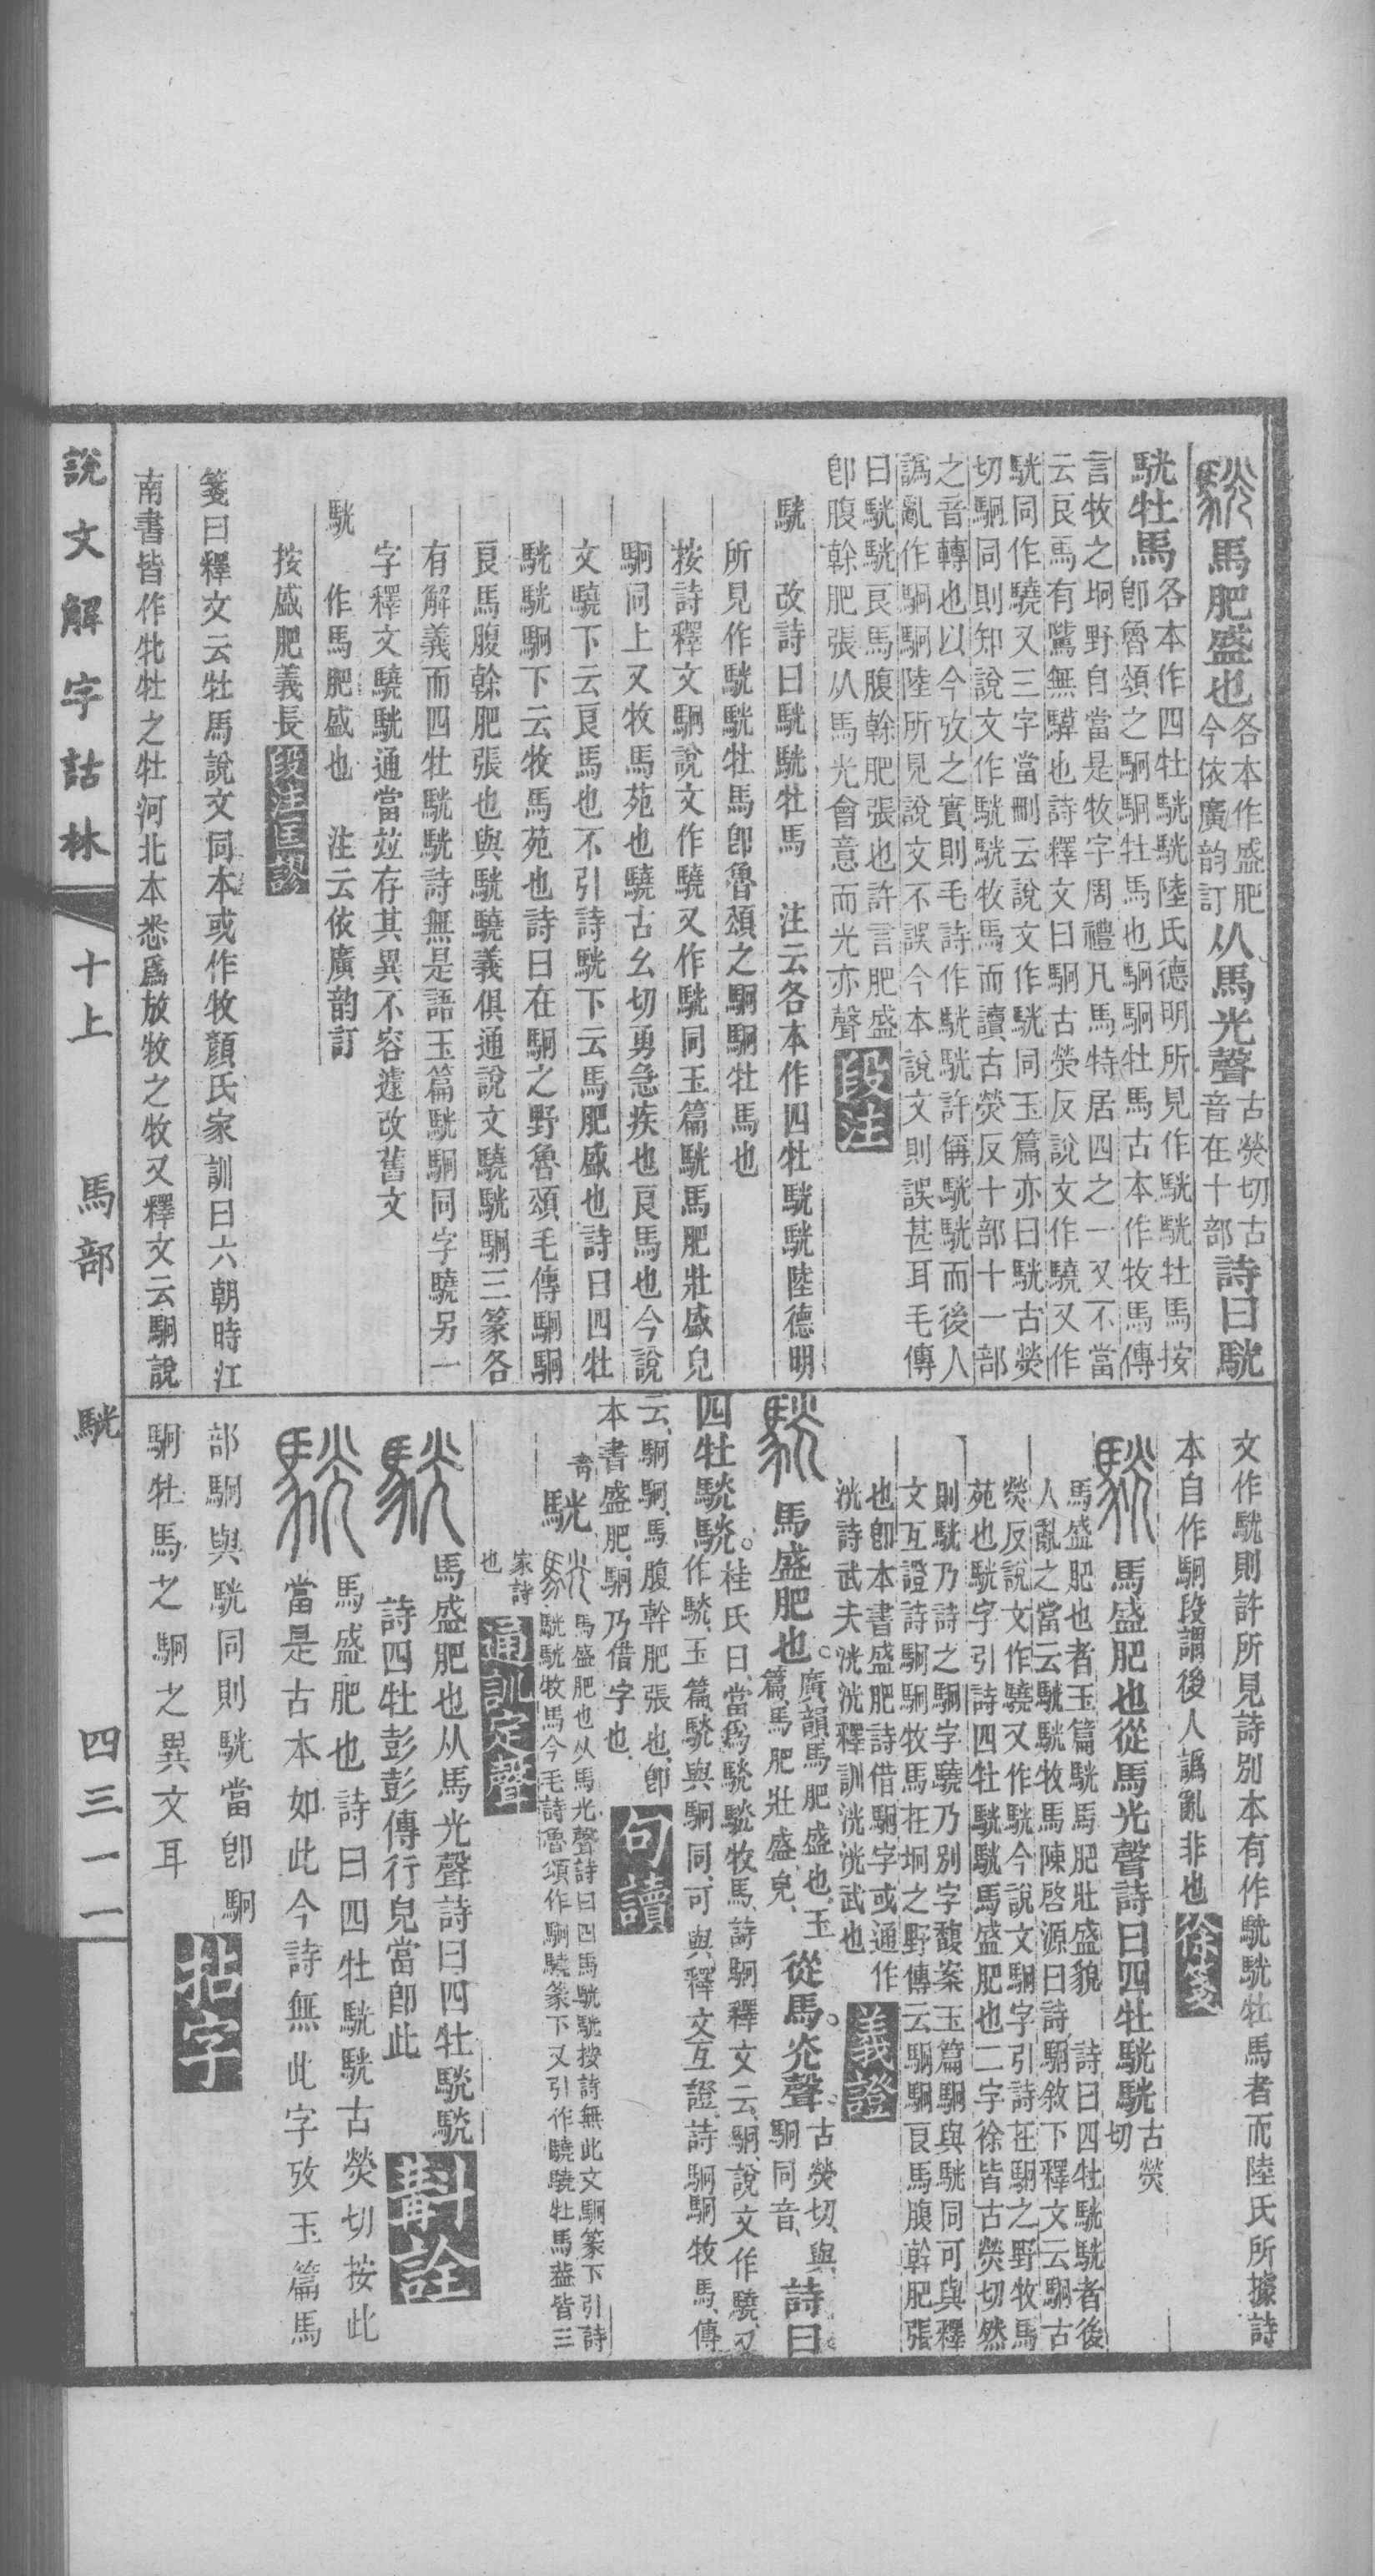 馬肥盛也各本作盛肥今依廣韵訂从馬光聲古熒切古音在十部詩曰駫
駫牡馬各本作四牡駫駫陸氏德明所見作駫駫牡馬按
卽魯頌之駉駉牡馬也駉駉牡馬古本作牧馬傳
言牧之坰野自當是牧字周禮凡馬特居四之一又不當
云良馬有騭無騲也詩釋文曰駉古熒反說文作驍又作
駫同作驍又三字當刪云說文作駫同玉篇亦曰駫古熒
切駉同則知說文作駫駫牧馬而讀古熒反十部十一部
之音轉也以今攷之實則毛詩作駫駫許偁駫駫而後人
譌亂作駉駉陸所見說文不誤今本說文則誤甚耳毛傳
曰駫駫良馬腹榦肥張也許言肥盛
卽腹榦肥張从馬光會意而光亦聲段注
駫　改詩曰駫駫牡馬　注云各本作四牡駫駫陸德明
所見作駫駫牡馬卽魯頌之駉駉牡馬也
按詩釋文駉說文作驍又作駫同玉篇駫馬肥壯盛皃
駉同上又牧馬苑也驍古幺切勇急疾也良馬也今說
文驍下云良馬也不引詩駫下云馬肥盛也詩曰四牡
駫駫駉下云牧馬苑也詩曰在駉之野魯頌毛傳駉駉
良馬腹榦肥張也與駫驍義俱通說文驍駫駉三篆各
有解義而四牡駫駫詩無是語玉篇駫駉同字驍另一
字釋文驍駫通當竝存其異不容遽改舊文
駫　作馬肥盛也　注云依廣韵訂
按盛肥義長段注匡謬
箋曰釋文云牡馬說文同本或作牧顏氏家訓曰六朝時江
南書皆作牝牡之牡河北本悉爲放牧之牧又釋文云駉說
文作駫則許所見詩別本有作駫駫牡馬者而陸氏所據詩
本自作駉段謂後人譌亂非也徐箋
馬盛肥也從馬光聲詩曰四牡駫駫古熒切
馬盛肥也者玉篇駫馬肥壯盛貌　詩曰四牡駫駫者後
人亂之當云駫駫牧馬陳啓源曰詩駉敘下釋文云駉古
熒反說文作驍又作駫今說文駉字引詩在駉之野牧馬
苑也駫字引詩四牡駫駫馬盛肥也二字徐皆古熒切然
則駫乃詩之駉字驍乃別字馥案玉篇駉與駫同可與釋
文互證詩駉駉牧馬在坰之野傳云駉駉良馬腹幹肥張
也卽本書盛肥詩借駉字或通作
洸詩武夫洸洸釋訓洸洸武也　義證
馬盛肥也。廣韻馬肥盛也、玉篇、馬肥壯盛皃、從馬。光聲。古熒切、與駉同音、詩曰
四牡駫駫。桂氏曰、當爲駫駫牧馬、詩駉釋文云、駉、說文作驍、又作駫、玉篇、駫與駉同、可與釋文互證、詩駉駉牧馬、傳
云、駉駉、馬腹幹肥張也、卽
本書盛肥、駉乃借字也、句讀
駫馬盛肥也从馬光聲詩曰四馬駫駫按詩無此文駉篆下引詩
駫駫牧馬今毛詩魯頌作駉驍篆下又引作驍驍牡馬葢皆三
家詩也　通訓定聲
馬盛肥也从馬光聲詩曰四牡駫駫斠詮
詩四牡彭彭傳行皃當卽此
馬盛肥也詩曰四牡駫駫古熒切按此
當是古本如此今詩無此字攷玉篇馬
部駉與駫同則駫當卽駉
駉牡馬之駉之異文耳　拈字
說文解字詁林　十上　馬部　駫　四三一一